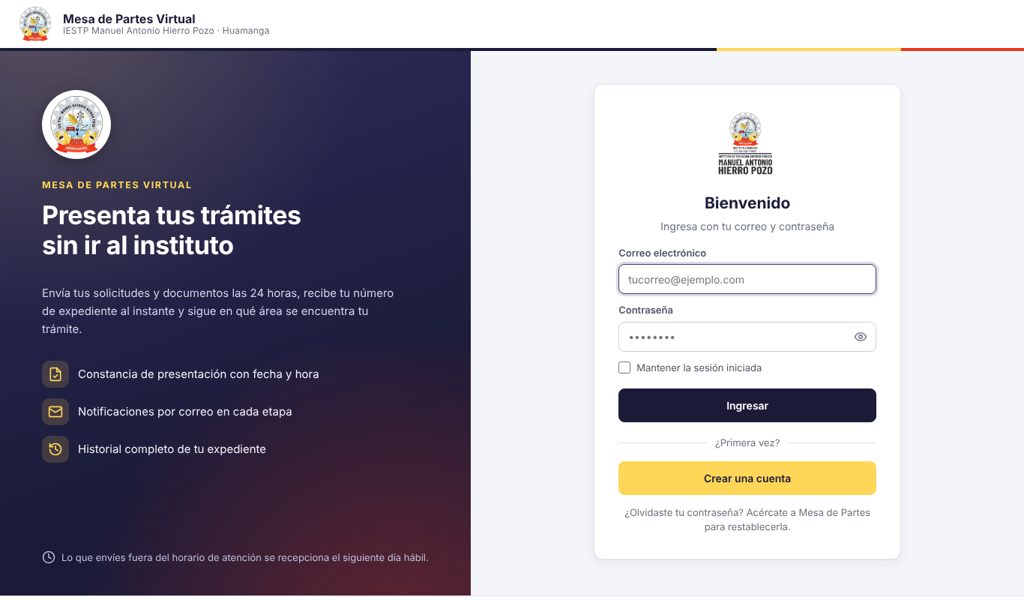 Mesa de Partes Virtual
IESTP Manuel Antonio Hierro Pozo · Huamanga
MESA DE PARTES VIRTUAL
Presenta tus trámites
sin ir al instituto
Envía tus solicitudes y documentos las 24 horas, recibe tu número
de expediente al instante y sigue en qué área se encuentra tu
trámite.
Constancia de presentación con fecha y hora
Notificaciones por correo en cada etapa
Historial completo de tu expediente
Lo que envíes fuera del horario de atención se recepciona el siguiente día hábil.
MANUEL ANTONIO
HIERRO POZO
Bienvenido
Ingresa con tu correo y contraseña
Correo electrónico
tucorreo@ejemplo.com
Contraseña
••••••••
Mantener la sesión iniciada
Ingresar
¿Primera vez?
Crear una cuenta
¿Olvidaste tu contraseña? Acércate a Mesa de Partes
para restablecerla.